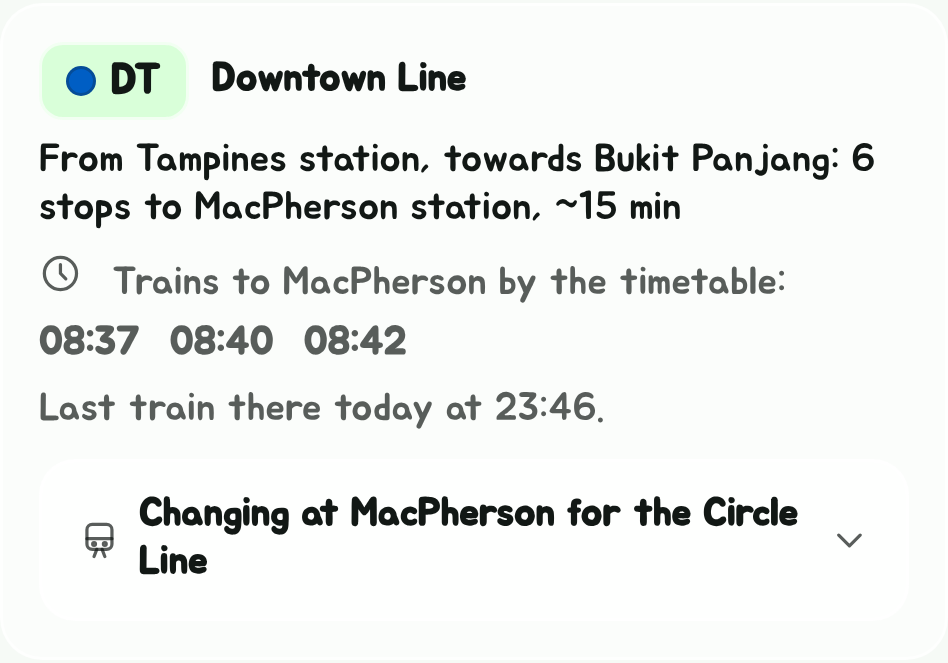 DT Downtown Line
From Tampines station, towards Bukit Panjang: 6
stops to MacPherson station, ~15 min
Trains to MacPherson by the timetable:
08:37 08:40 08:42
Last train there today at 23:46.
Changing at MacPherson for the Circle
Line